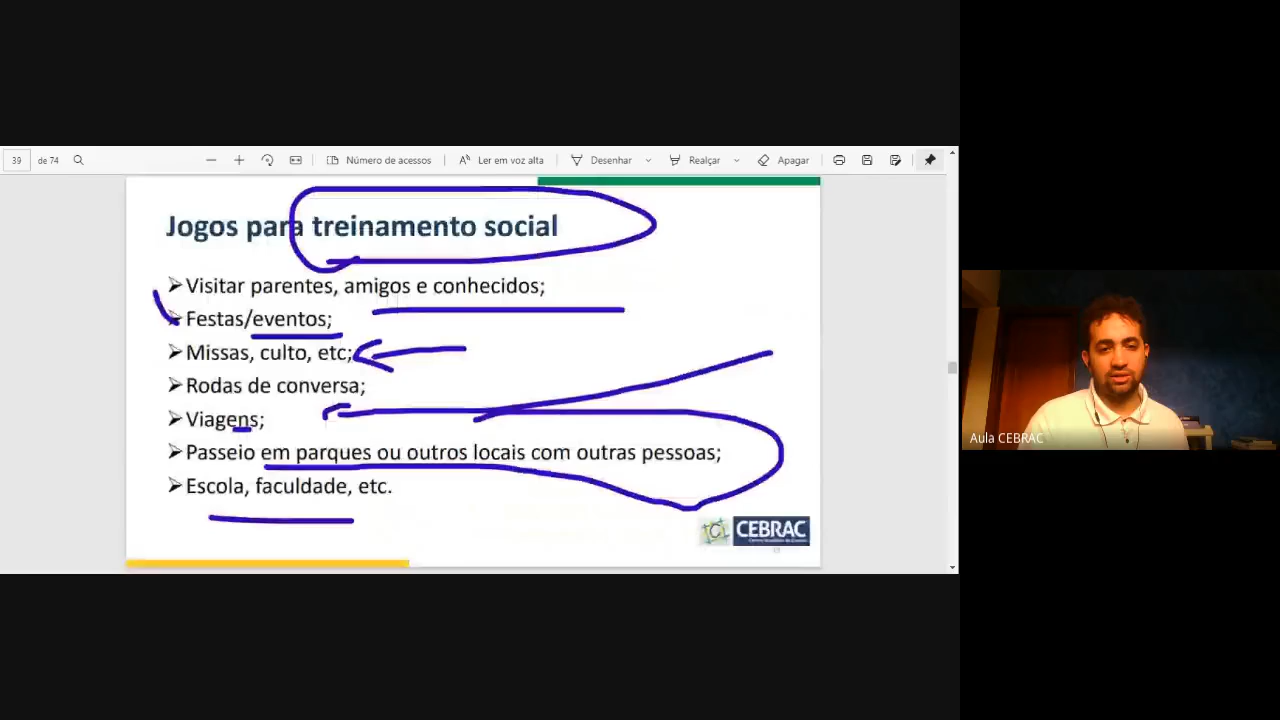 39 de 74 Número de acessos Ler em voz alta Desenhar Realçar Apagar
Jogos para treinamento social
Visitar parentes, amigos e conhecidos;
Festas/eventos;
Missas, culto, etc;
Rodas de conversa;
Viagens;
Passeio em parques ou outros locais com outras pessoas;
Escola, faculdade, etc.
CEBRAC
Aula CEBRAC